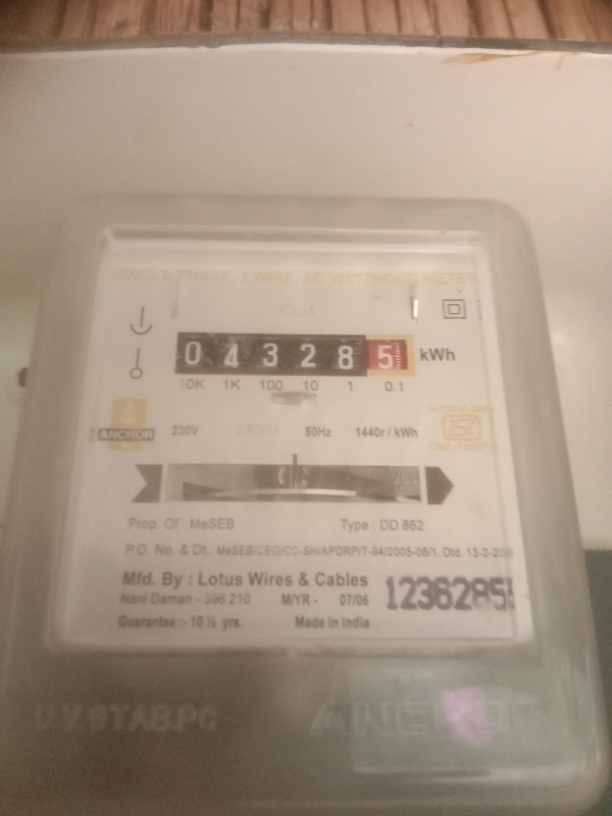 SINGLE PHASE, 2 WIRE, AC WATTHOUR METER
CL-1
0 4 3 2 8 5 kWh
10K 1K 100 10 1 0.1
ANCHOR 230V 50Hz 1440r / kWh
ISI
Prop. Of : MeSEB Type : DD 862
P.O. No. & Dt.: MeSEB/CEO/CC-SH/APDRP/T-94/2005-06/1, Dtd. 13-2-
Mfd. By : Lotus Wires & Cables
Nani Daman - 396 210 M/YR - 07/06
12362855
Guarantee :- 10 ½ yrs. Made in India
U.V.STAB.PC